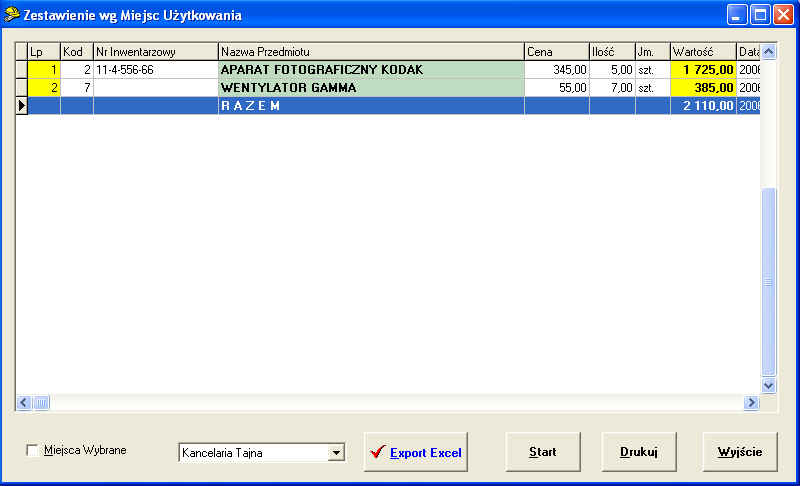 Zestawienie wg Miejsc Użytkowania
Lp Kod Nr Inwentarzowy Nazwa Przedmiotu Cena Ilość Jm. Wartość Data
1 2 11-4-556-66 APARAT FOTOGRAFICZNY KODAK 345,00 5,00 szt. 1 725,00 2006
2 7 WENTYLATOR GAMMA 55,00 7,00 szt. 385,00 2006
R A Z E M 2 110,00 2006
Miejsca Wybrane
Kancelaria Tajna
Export Excel
Start
Drukuj
Wyjście